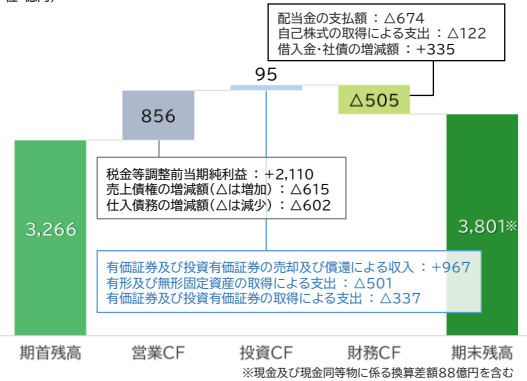 配当金の支払額 : △674
自己株式の取得による支出 : △122
借入金・社債の増減額 : +335
95
856
△505
税金等調整前当期純利益 : +2,110
売上債権の増減額(△は増加) : △615
仕入債務の増減額(△は減少) : △602
3,266
3,801※
有価証券及び投資有価証券の売却及び償還による収入 : +967
有形及び無形固定資産の取得による支出 : △501
有価証券及び投資有価証券の取得による支出 : △337
期首残高 営業CF 投資CF 財務CF 期末残高
※現金及び現金同等物に係る換算差額88億円を含む